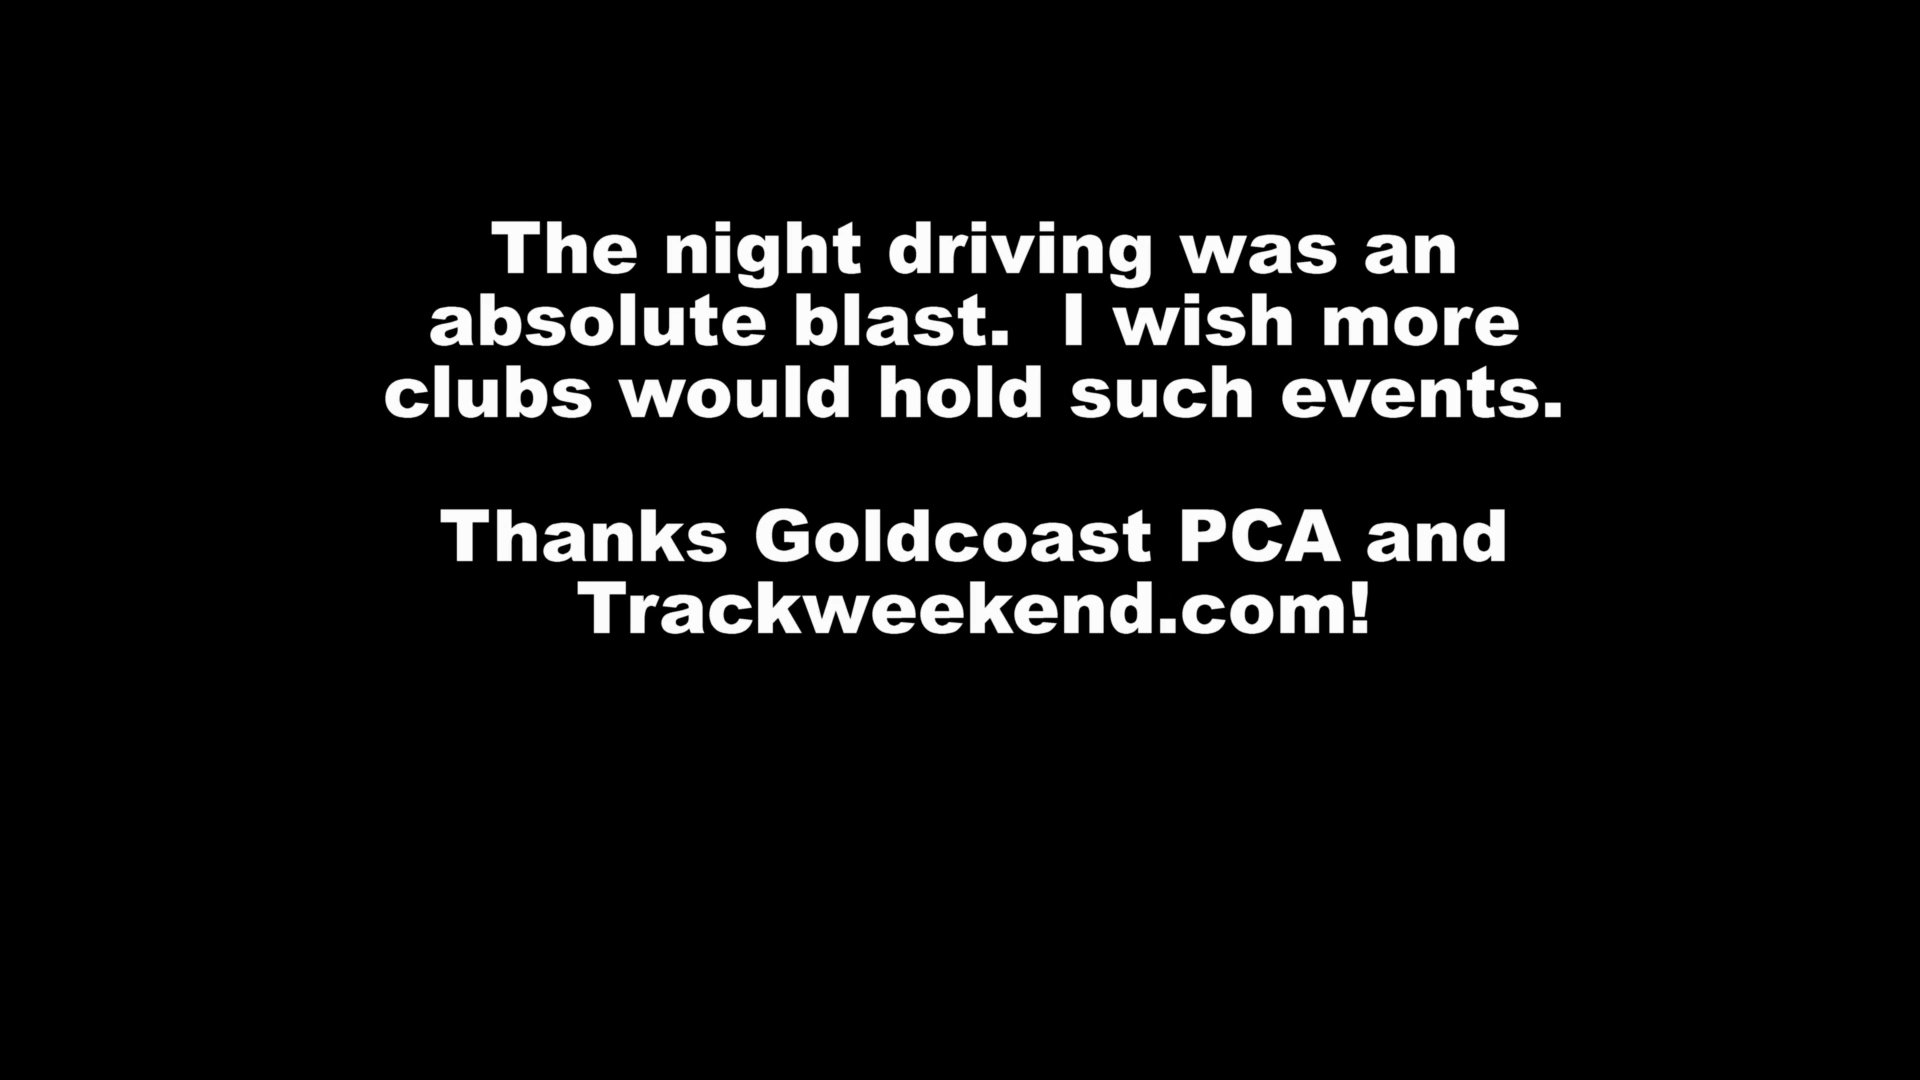 The night driving was an
absolute blast.  I wish more
clubs would hold such events.
Thanks Goldcoast PCA and
Trackweekend.com!